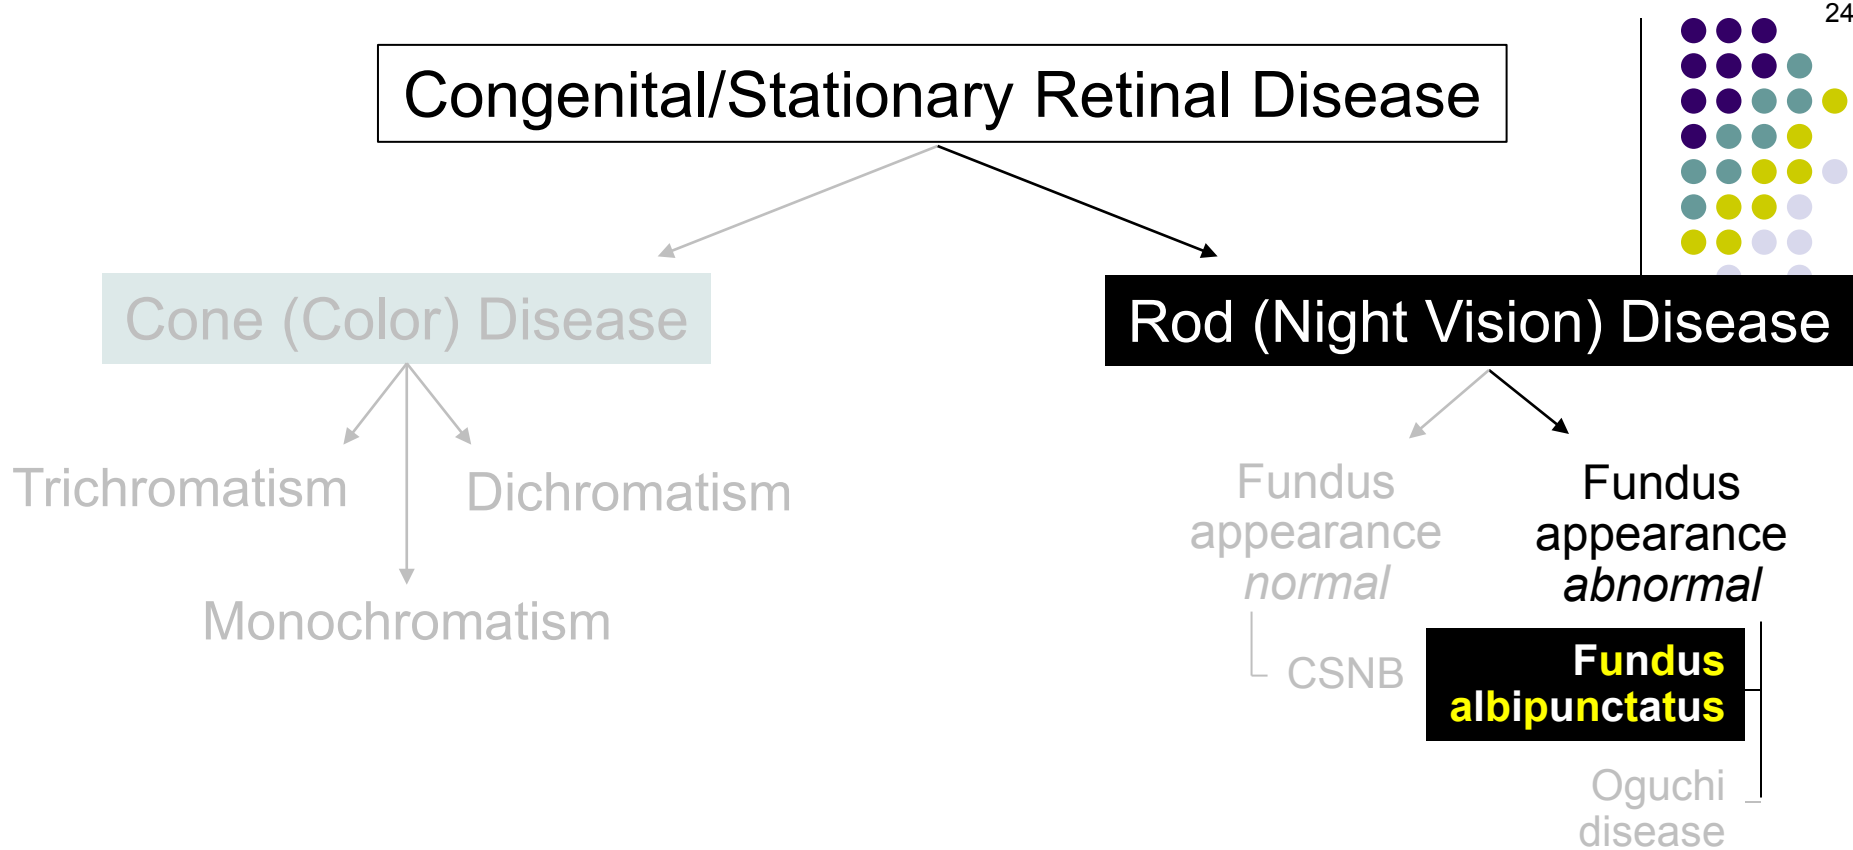 24
Congenital/Stationary Retinal Disease
Cone (Color) Disease
Rod (Night Vision) Disease
Trichromatism
Dichromatism
Monochromatism
Fundus
appearance
normal
CSNB
Fundus
appearance
abnormal
Fundus
albipunctatus
Oguchi
disease